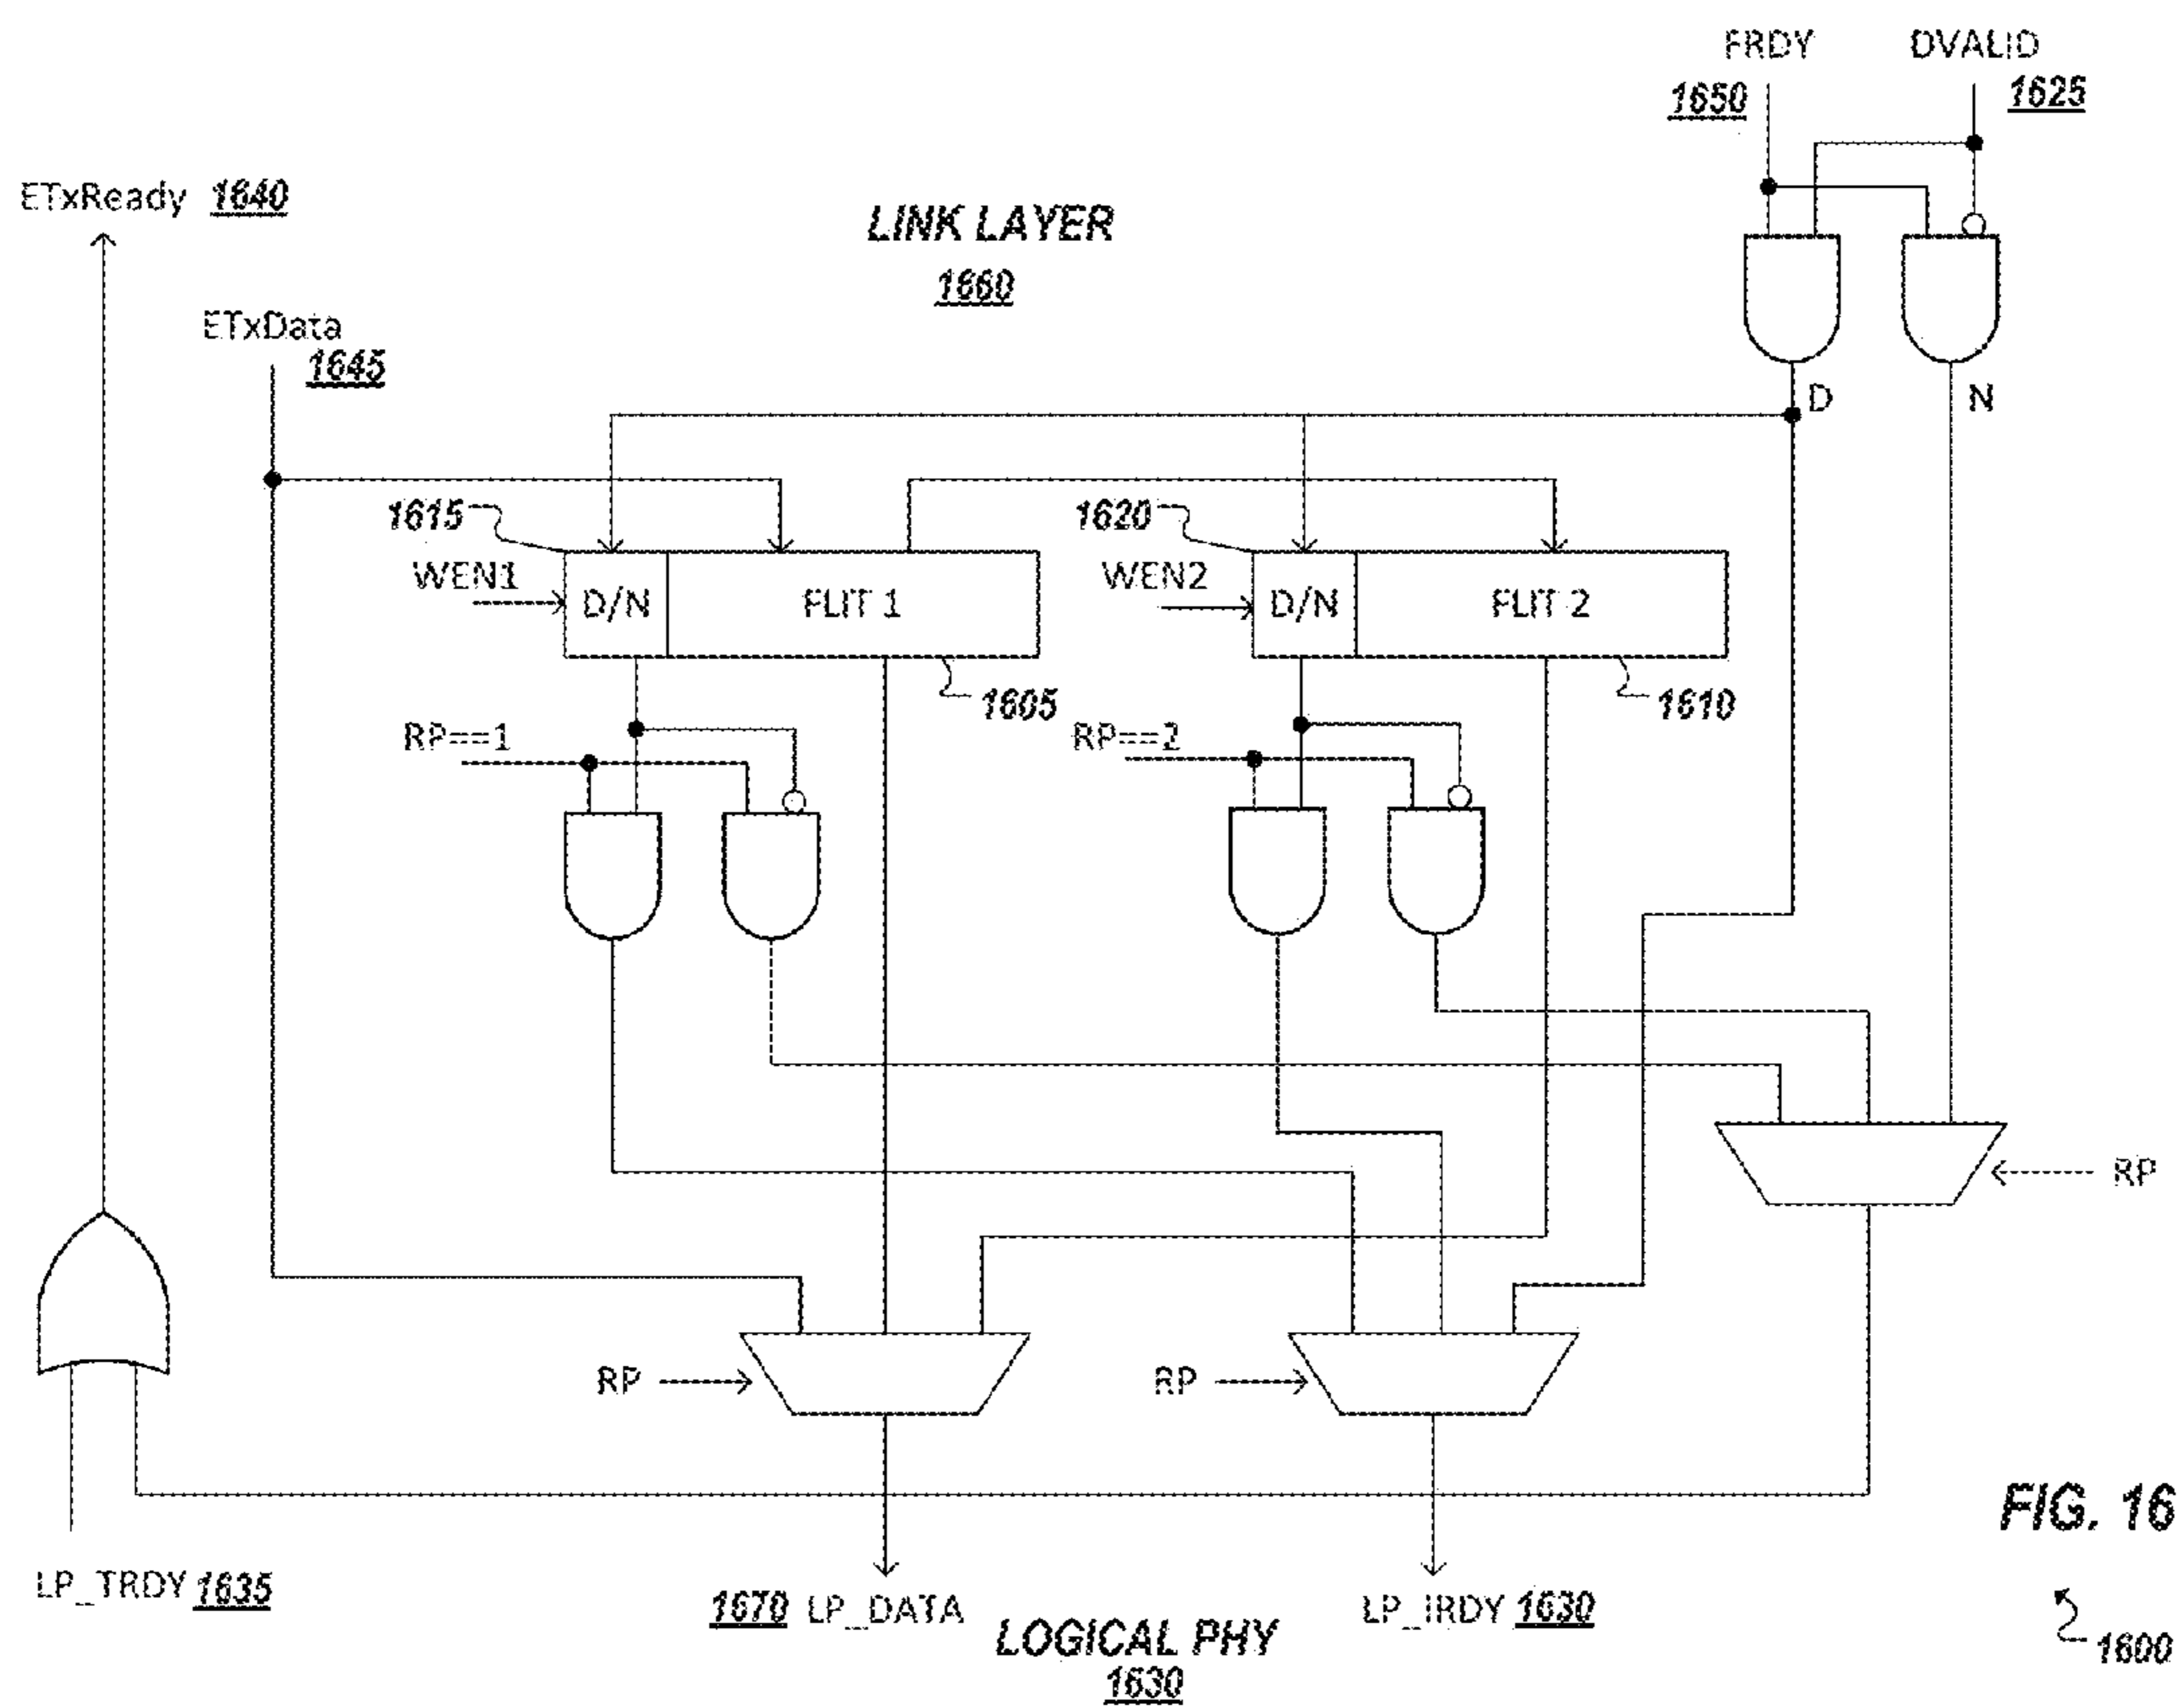 FRDY
DVALID
1650
1625
ETxReady 1640
LINK LAYER
1660
ETxData
1645
D
N
1615
1620
WEN1
D/N
FLIT 1
WEN2
D/N
FLIT 2
1605
1610
RP==1
RP==2
RP
RP
RP
FIG. 16
LP_TRDY 1635
1670 LP_DATA
LP_IRDY 1630
LOGICAL PHY
1630
1600